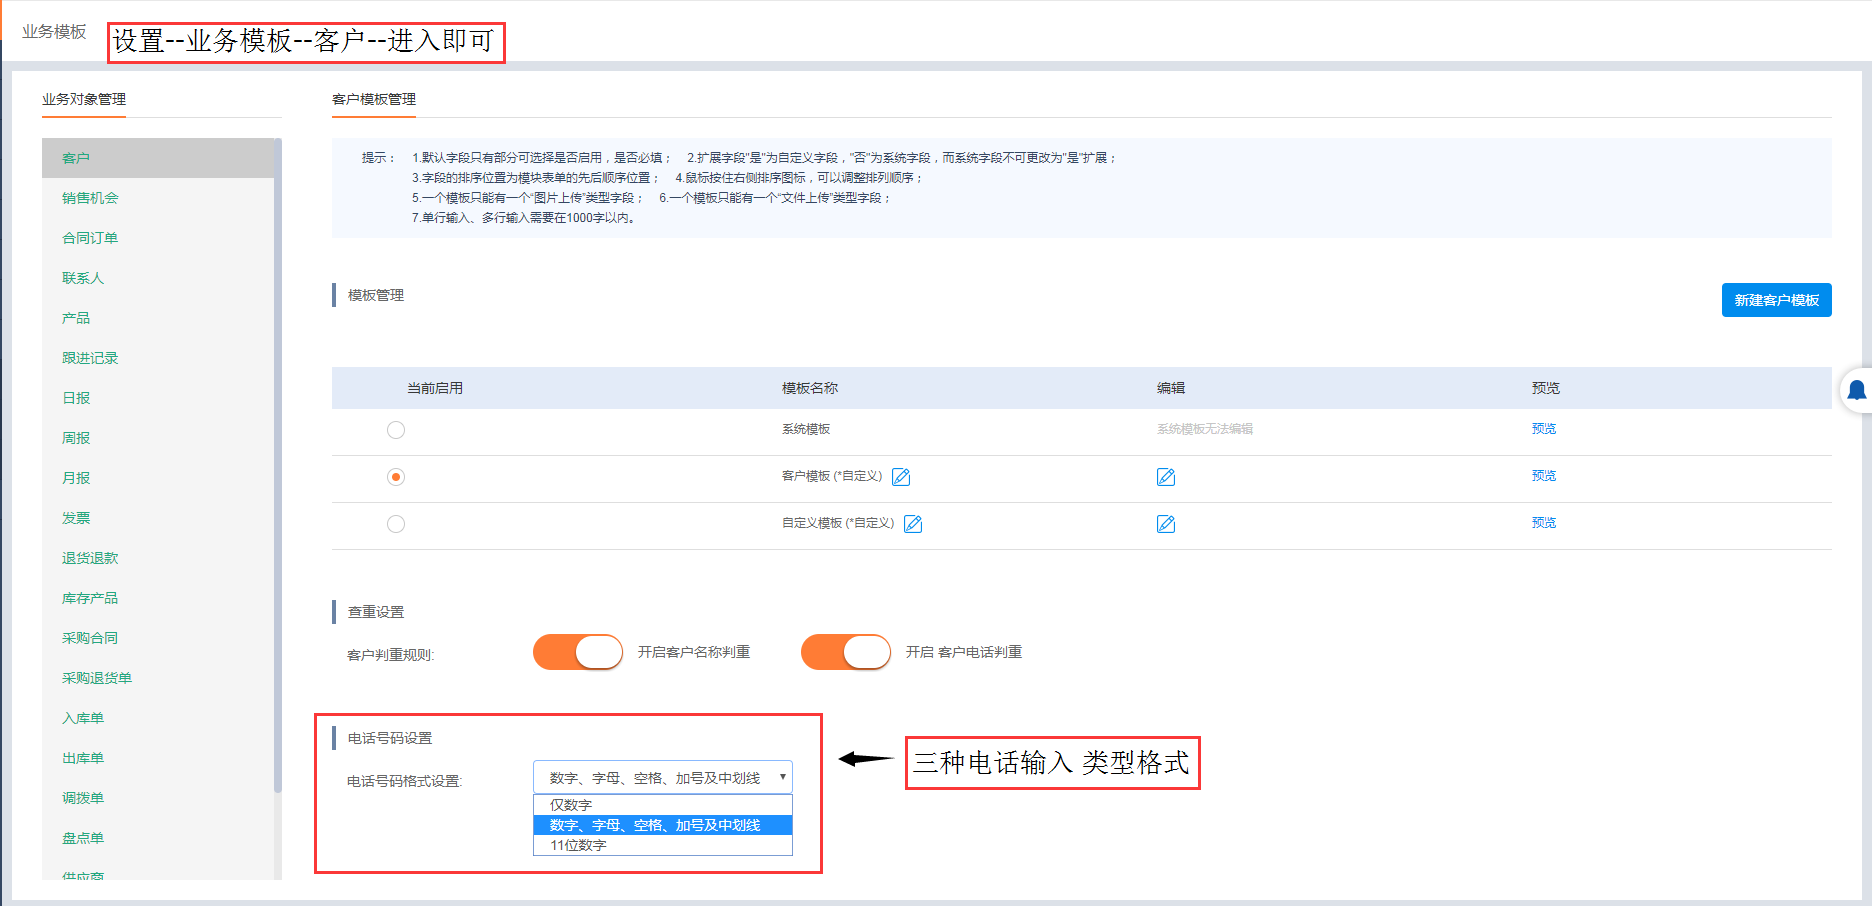 业务模板
设置--业务模板--客户--进入即可
业务对象管理
客户
销售机会
合同订单
联系人
产品
跟进记录
日报
周报
月报
发票
退货退款
库存产品
采购合同
采购退货单
入库单
出库单
调拨单
盘点单
供应商
客户模板管理
提示： 1.默认字段只有部分可选择是否启用，是否必填； 2.扩展字段"是"为自定义字段，"否"为系统字段，而系统字段不可更改为"是"扩展；
3.字段的排序位置为模块表单的先后顺序位置； 4.鼠标按住右侧排序图标，可以调整排列顺序；
5.一个模板只能有一个“图片上传”类型字段； 6.一个模板只能有一个“文件上传”类型字段；
7.单行输入、多行输入需要在1000字以内。
模板管理
新建客户模板
当前启用 模板名称 编辑 预览
系统模板 系统模板无法编辑 预览
客户模板 (*自定义) 预览
自定义模板 (*自定义) 预览
查重设置
客户判重规则: 开启客户名称判重 开启 客户电话判重
电话号码设置
电话号码格式设置: 数字、字母、空格、加号及中划线
仅数字
数字、字母、空格、加号及中划线
11位数字
三种电话输入 类型格式